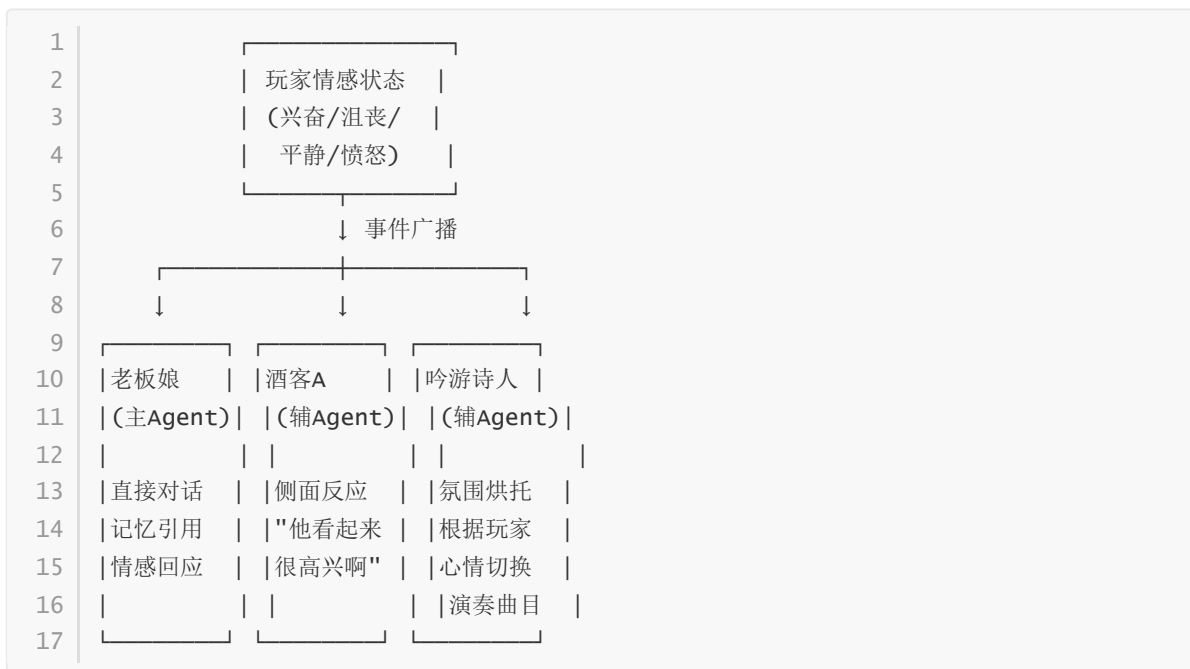 1              ┌──────────────┐
2              │ 玩家情感状态  │
3              │ (兴奋/沮丧/  │
4              │  平静/愤怒)   │
5              └──────┬───────┘
6                     ↓ 事件广播
7         ┌───────────┼───────────┐
8         ↓           ↓           ↓
9     ┌────────┐ ┌────────┐ ┌────────┐
10    │老板娘   │ │酒客A    │ │吟游诗人 │
11    │(主Agent)│ │(辅Agent)│ │(辅Agent)│
12    │         │ │         │ │         │
13    │直接对话  │ │侧面反应  │ │氛围烘托  │
14    │记忆引用  │ │"他看起来 │ │根据玩家  │
15    │情感回应  │ │很高兴啊" │ │心情切换  │
16    │         │ │         │ │演奏曲目  │
17    └────────┘ └────────┘ └────────┘